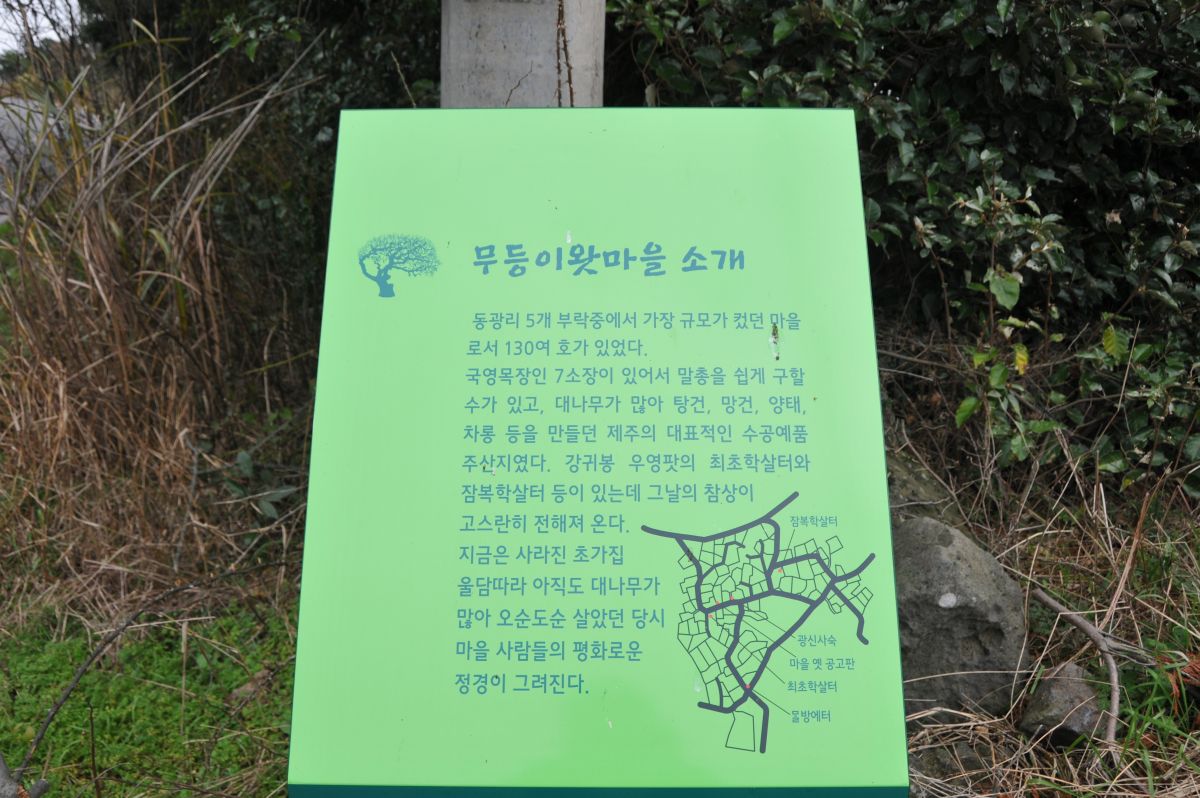 무등이왓마을 소개
동광리 5개 부락중에서 가장 규모가 컸던 마을
로서 130여 호가 있었다.
국영목장인 7소장이 있어서 말총을 쉽게 구할
수가 있고, 대나무가 많아 탕건, 망건, 양태,
차롱 등을 만들던 제주의 대표적인 수공예품
주산지였다. 강귀봉 우영팟의 최초학살터와
잠복학살터 등이 있는데 그날의 참상이
고스란히 전해져 온다.
지금은 사라진 초가집
울담따라 아직도 대나무가
많아 오순도순 살았던 당시
마을 사람들의 평화로운
정경이 그려진다.
잠복학살터
광신사숙
마을 옛 공고판
최초학살터
몰방에터